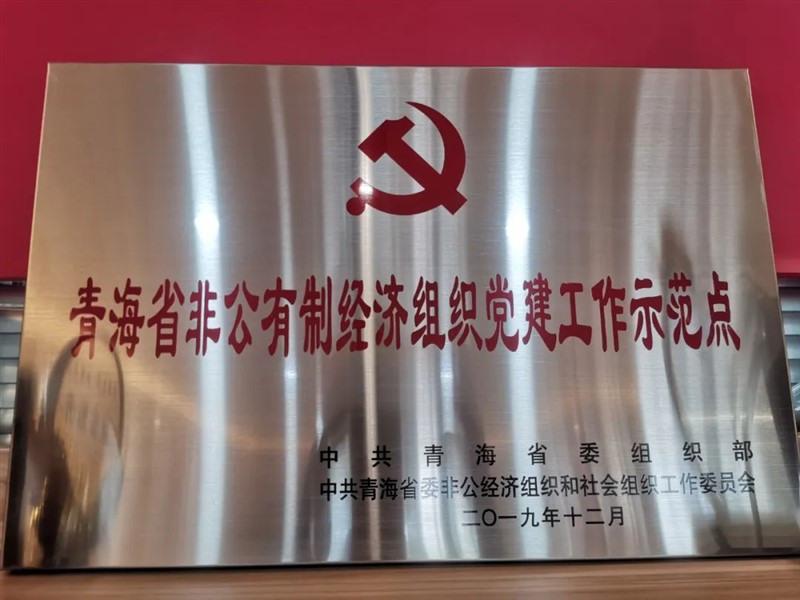 青海省非公有制经济组织党建工作示范点
中共青海省委组织部
中共青海省委非公经济组织和社会组织工作委员会
二〇一九年十二月